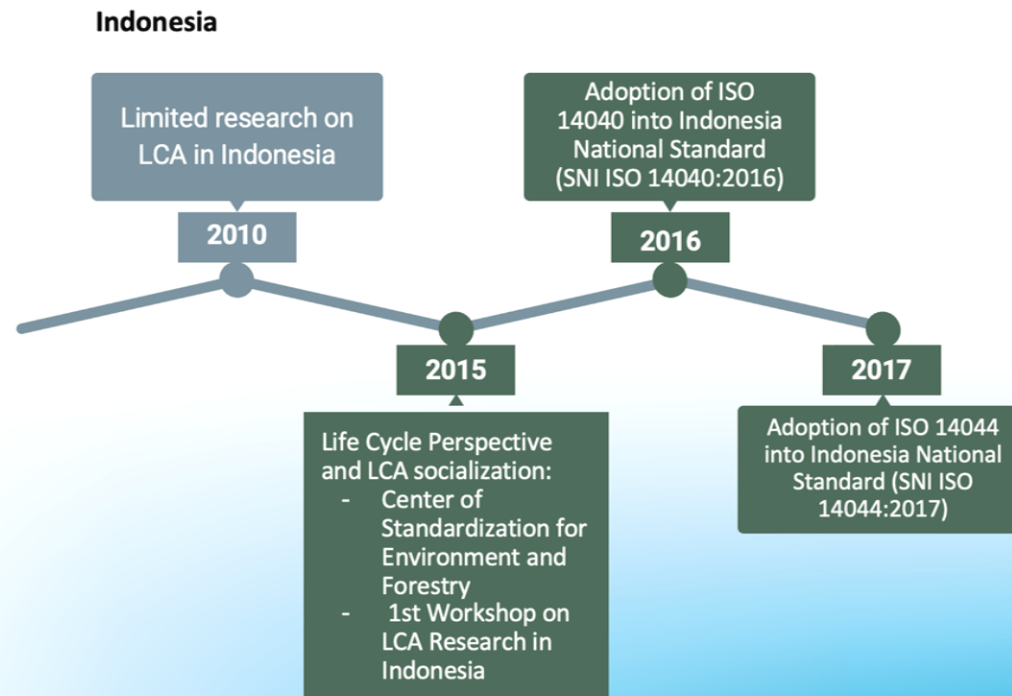 Indonesia
Limited research on
LCA in Indonesia
2010
2015
Life Cycle Perspective
and LCA socialization:
- Center of
Standardization for
Environment and
Forestry
- 1st Workshop on
LCA Research in
Indonesia
Adoption of ISO
14040 into Indonesia
National Standard
(SNI ISO 14040:2016)
2016
2017
Adoption of ISO 14044
into Indonesia National
Standard (SNI ISO
14044:2017)